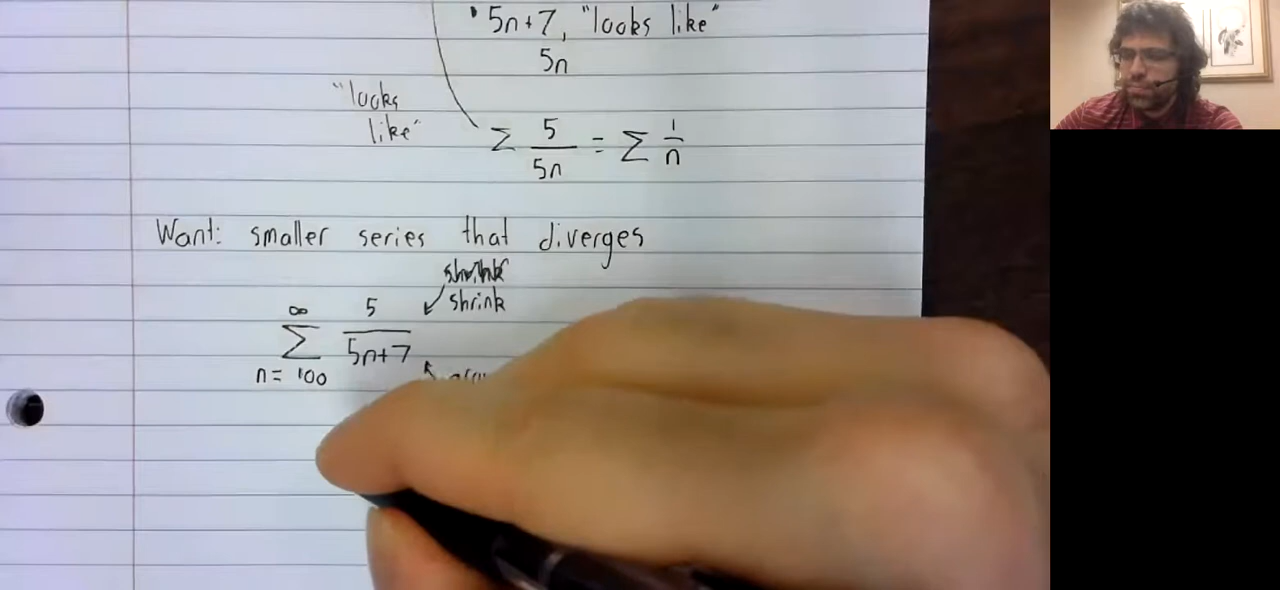 • 5n+7, "looks like"
5n
"looks
like"
Σ 5/5n = Σ 1/n
Want: smaller series that diverges
shrink
shrink
∞ Σ n = 100 5/5n+7